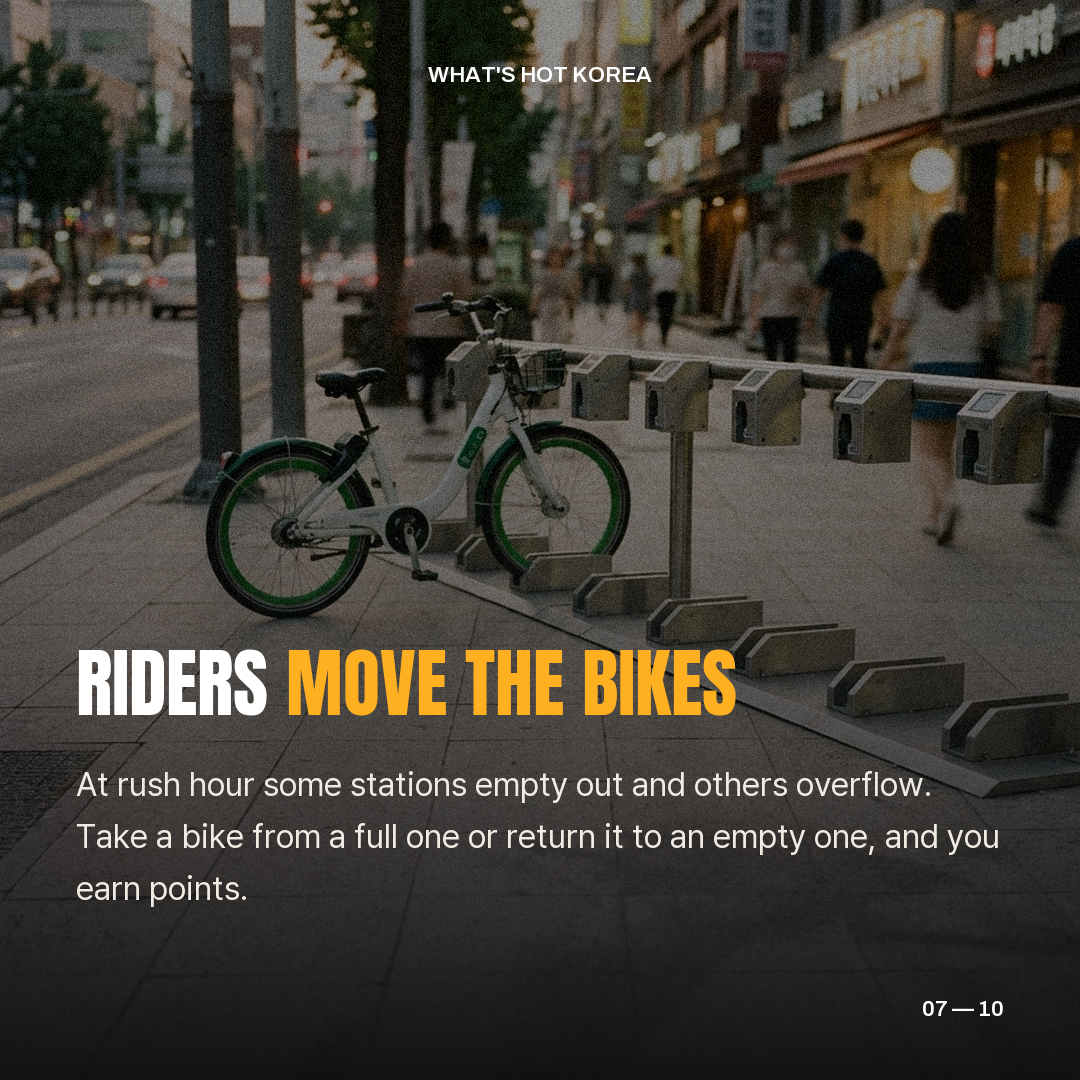 WHAT'S HOT KOREA
RIDERS MOVE THE BIKES
At rush hour some stations empty out and others overflow.
Take a bike from a full one or return it to an empty one, and you
earn points.
07 — 10